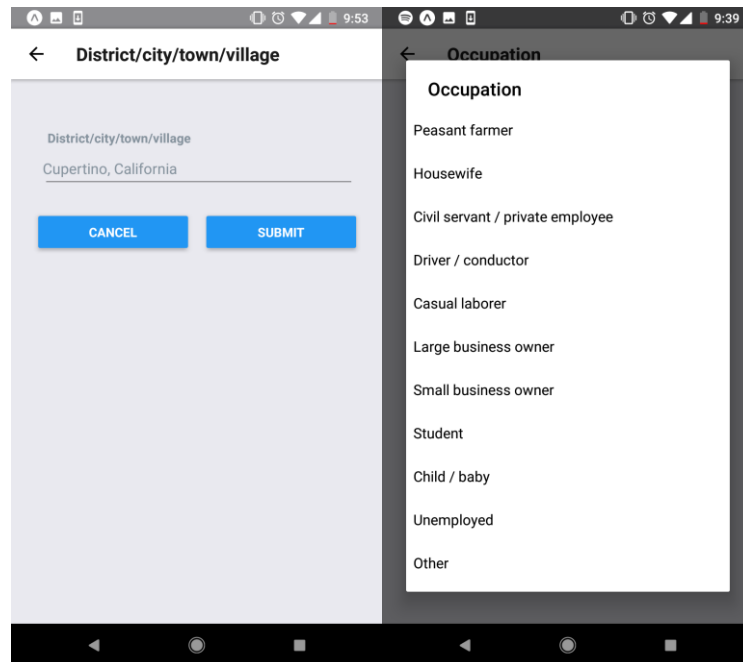 9:53
District/city/town/village
District/city/town/village
Cupertino, California
CANCEL
SUBMIT
9:39
Occupation
Occupation
Peasant farmer
Housewife
Civil servant / private employee
Driver / conductor
Casual laborer
Large business owner
Small business owner
Student
Child / baby
Unemployed
Other